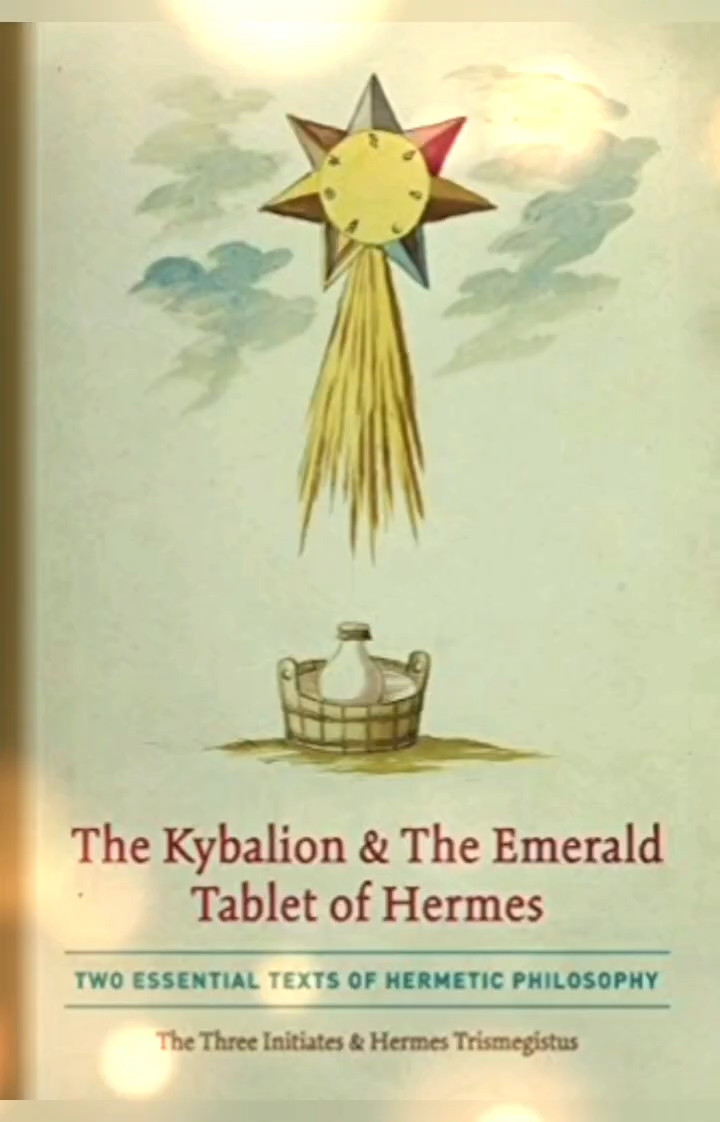 The Kybalion & The Emerald
Tablet of Hermes
TWO ESSENTIAL TEXTS OF HERMETIC PHILOSOPHY
The Three Initiates & Hermes Trismegistus